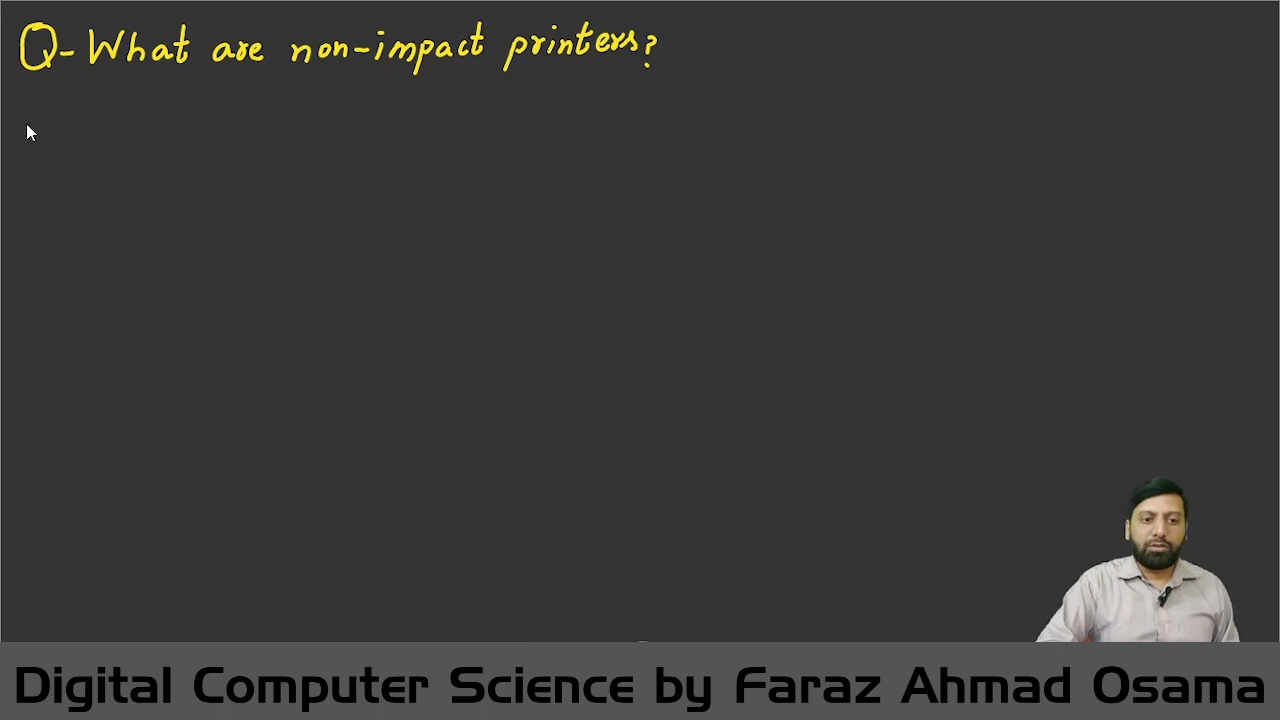 Q- What are non-impact printers?
Digital Computer Science by Faraz Ahmad Osama